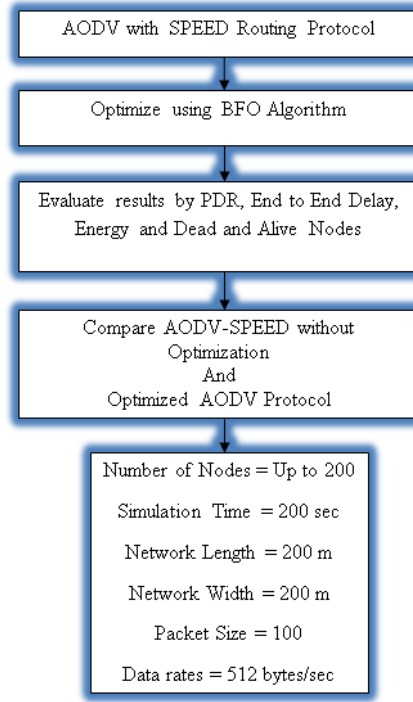 AODV with SPEED Routing Protocol
Optimize using BFO Algorithm
Evaluate results by PDR, End to End Delay,
Energy and Dead and Alive Nodes
Compare AODV-SPEED without
Optimization
And
Optimized AODV Protocol
Number of Nodes = Up to 200
Simulation Time = 200 sec
Network Length = 200 m
Network Width = 200 m
Packet Size = 100
Data rates = 512 bytes/sec